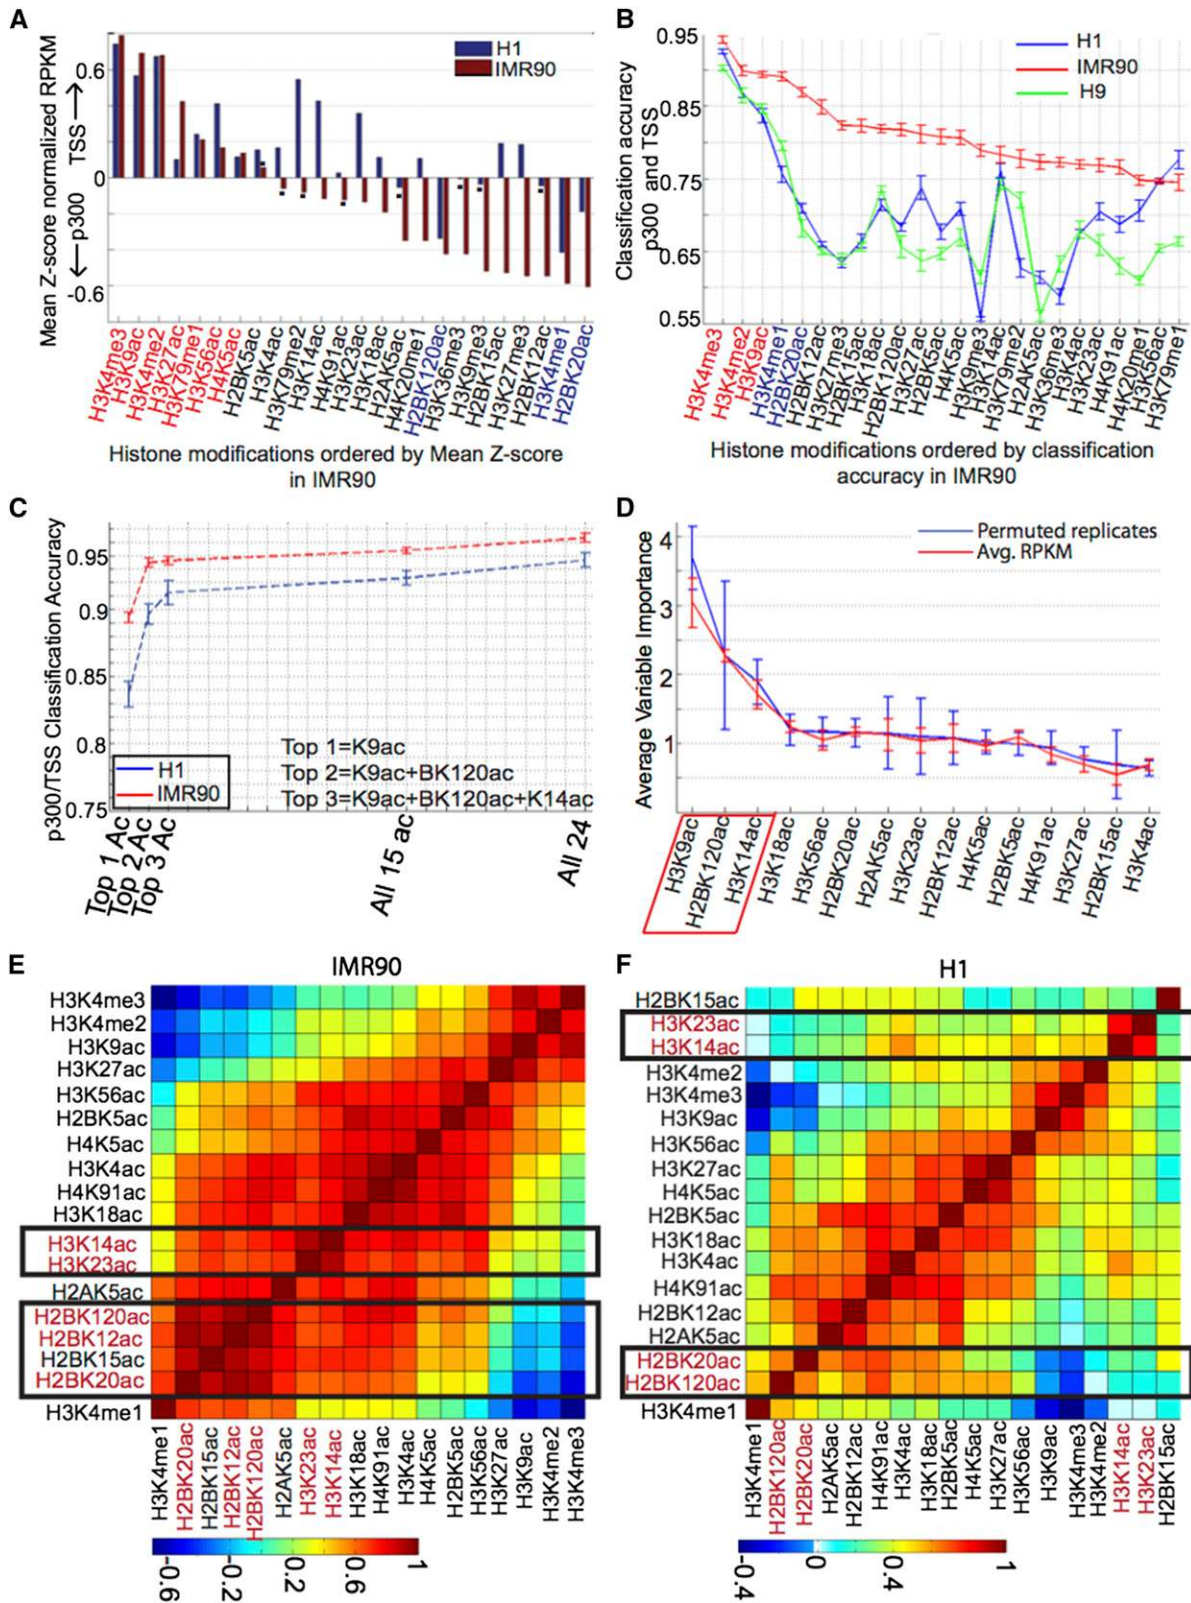 A
Mean Z-score normalized RPKM
←p300 TSS→
0.6
0
-0.6
H1
IMR90
H3K4me3
H3K9ac
H3K4me2
H3K27ac
H3K79me1
H3K56ac
H4K5ac
H2BK5ac
H3K4ac
H3K79me2
H3K14ac
H4K91ac
H3K23ac
H3K18ac
H2AK5ac
H4K20me1
H2BK120ac
H3K36me3
H3K9me3
H2BK15ac
H3K27me3
H2BK12ac
H3K4me1
H2BK20ac
Histone modifications ordered by Mean Z-score
in IMR90
B
Classification accuracy
p300 and TSS
0.95
0.85
0.75
0.65
0.55
H1
IMR90
H9
H3K4me3
H3K4me2
H3K9ac
H3K4me1
H2BK20ac
H2BK12ac
H3K27me3
H2BK15ac
H3K18ac
H2BK120ac
H3K27ac
H2BK5ac
H4K5ac
H3K9me3
H3K14ac
H3K79me2
H2AK5ac
H3K36me3
H3K4ac
H3K23ac
H4K91ac
H4K20me1
H3K56ac
H3K79me1
Histone modifications ordered by classification
accuracy in IMR90
C
p300/TSS Classification Accuracy
0.95
0.9
0.85
0.8
0.75
Top 1=K9ac
Top 2=K9ac+BK120ac
Top 3=K9ac+BK120ac+K14ac
H1
IMR90
Top 1 Ac
Top 2 Ac
Top 3 Ac
All 15 ac
All 24
D
Average Variable Importance
4
3
2
1
Permuted replicates
Avg. RPKM
H3K9ac
H2BK120ac
H3K14ac
H3K18ac
H3K56ac
H2BK20ac
H2AK5ac
H3K23ac
H2BK12ac
H4K5ac
H2BK5ac
H4K91ac
H3K27ac
H2BK15ac
H3K4ac
E
IMR90
H3K4me3
H3K4me2
H3K9ac
H3K27ac
H3K56ac
H2BK5ac
H4K5ac
H3K4ac
H4K91ac
H3K18ac
H3K14ac
H3K23ac
H2AK5ac
H2BK120ac
H2BK12ac
H2BK15ac
H2BK20ac
H3K4me1
H3K4me1
H2BK20ac
H2BK15ac
H2BK12ac
H2BK120ac
H2AK5ac
H3K23ac
H3K14ac
H3K18ac
H4K91ac
H3K4ac
H4K5ac
H2BK5ac
H3K56ac
H3K27ac
H3K9ac
H3K4me2
H3K4me3
-0.6
-0.2
0.2
0.6
1
F
H1
H2BK15ac
H3K23ac
H3K14ac
H3K4me2
H3K4me3
H3K9ac
H3K56ac
H3K27ac
H4K5ac
H2BK5ac
H3K18ac
H3K4ac
H4K91ac
H2BK12ac
H2AK5ac
H2BK20ac
H2BK120ac
H3K4me1
H3K4me1
H2BK120ac
H2BK20ac
H2AK5ac
H2BK12ac
H4K91ac
H3K4ac
H3K18ac
H2BK5ac
H4K5ac
H3K27ac
H3K56ac
H3K9ac
H3K4me3
H3K4me2
H3K14ac
H3K23ac
H2BK15ac
-0.4
0
0.4
1